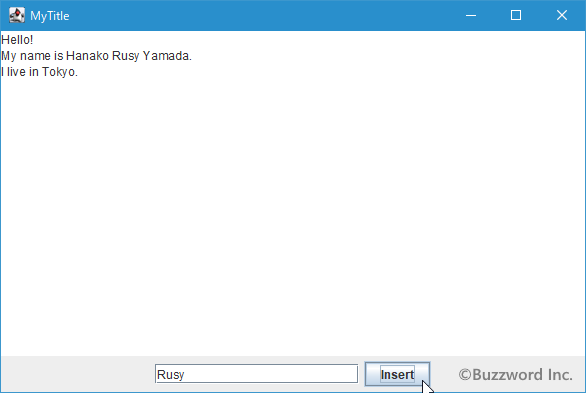 MyTitle
Hello!
My name is Hanako Rusy Yamada.
I live in Tokyo.
Rusy
Insert
©Buzzword Inc.